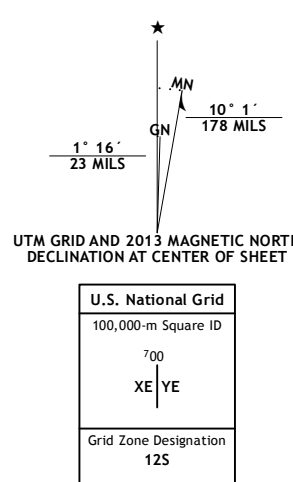 ★
MN
GN
10° 1´
178 MILS
1° 16´
23 MILS
UTM GRID AND 2013 MAGNETIC NORT
DECLINATION AT CENTER OF SHEET
U.S. National Grid
100,000-m Square ID
⁷00
XE YE
Grid Zone Designation
12S